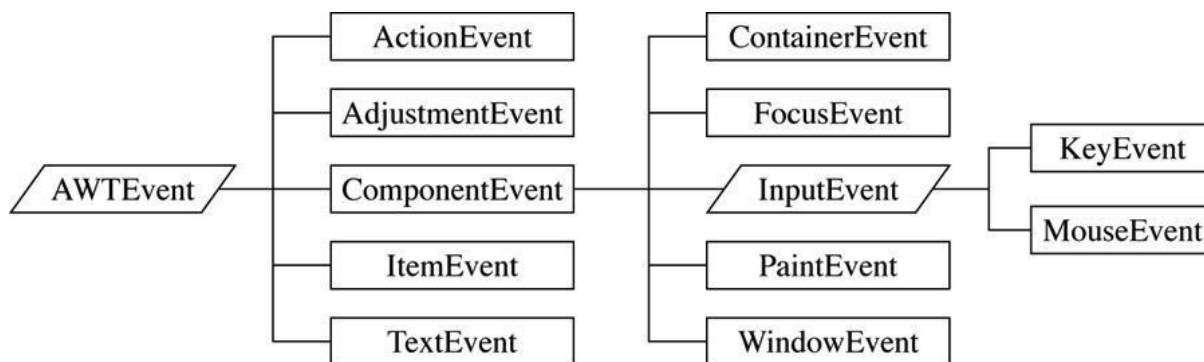 AWTEvent
ActionEvent
AdjustmentEvent
ComponentEvent
ItemEvent
TextEvent
ContainerEvent
FocusEvent
InputEvent
PaintEvent
WindowEvent
KeyEvent
MouseEvent